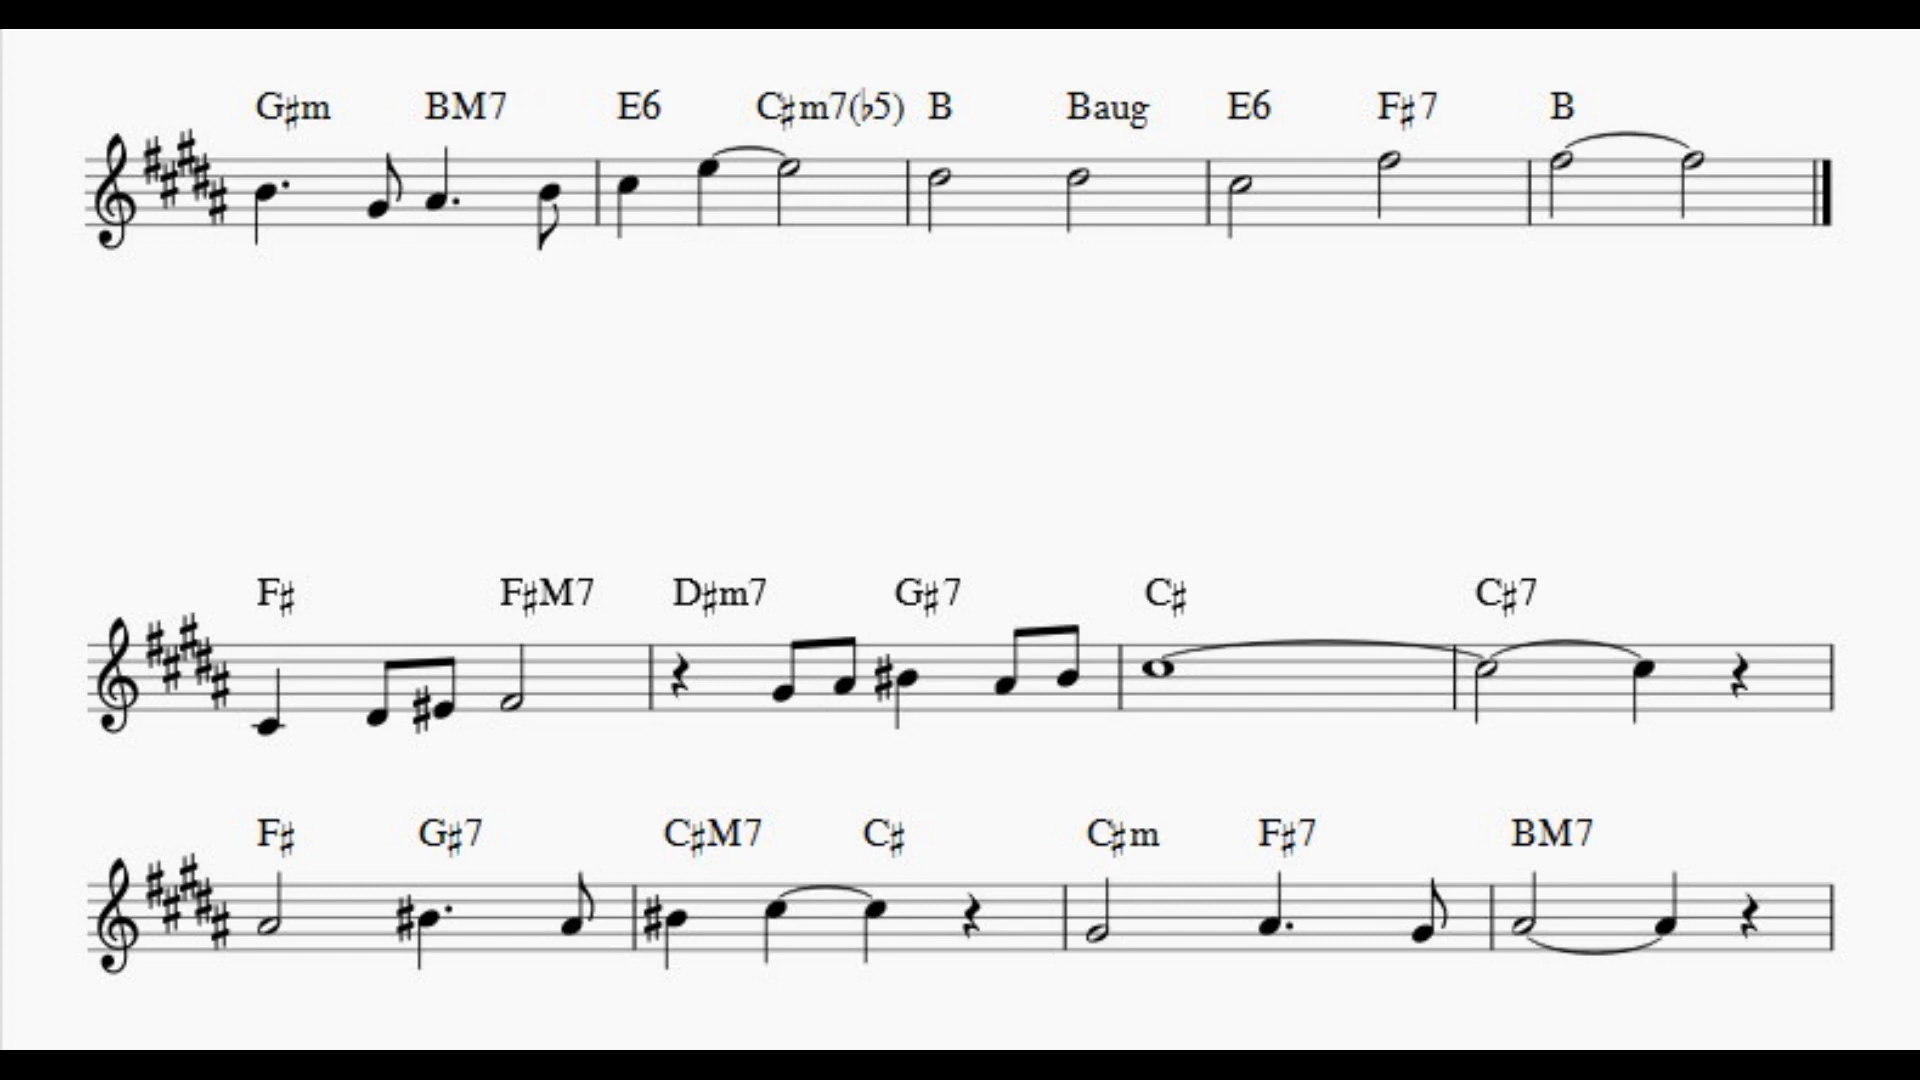 G♯m BM7 E6 C♯m7(♭5) B Baug E6 F♯7 B
F♯ F♯M7 D♯m7 G♯7 C♯ C♯7
F♯ G♯7 C♯M7 C♯ C♯m F♯7 BM7